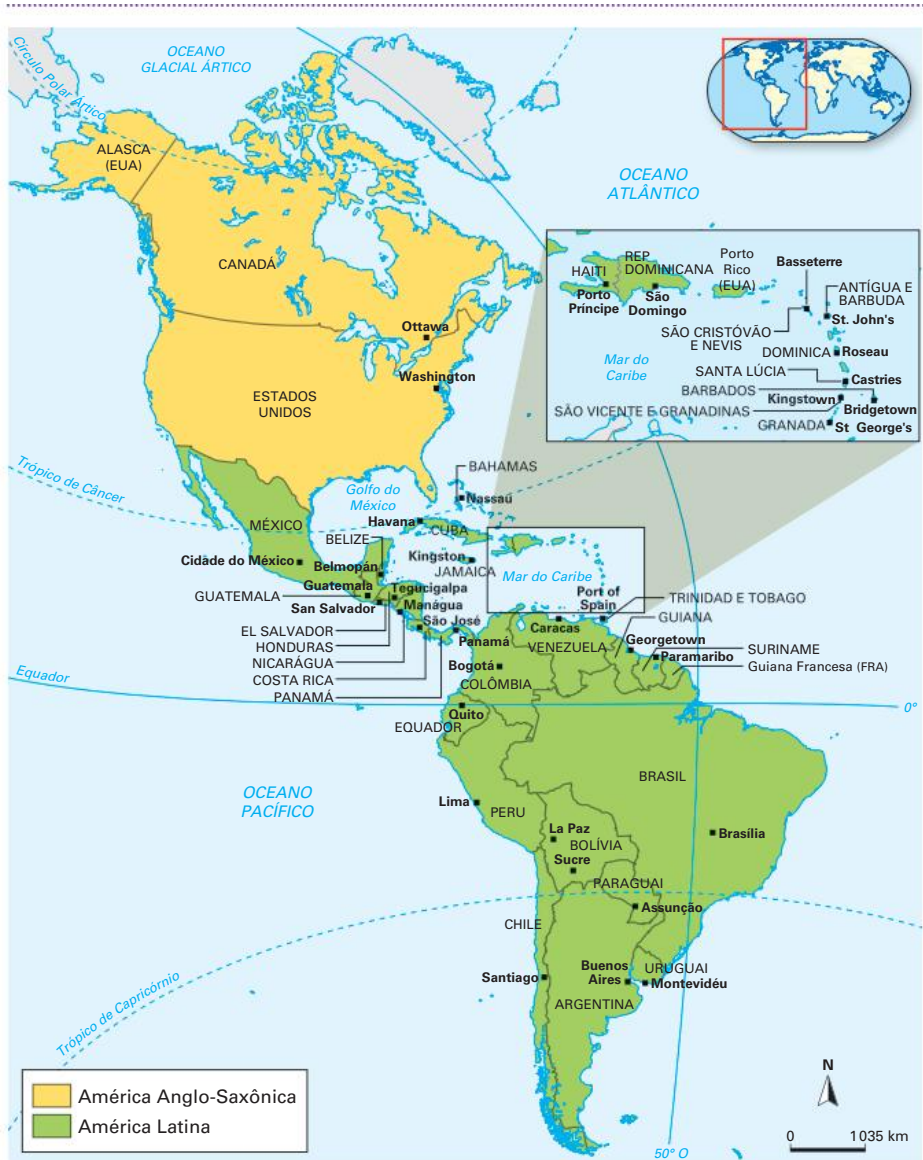 OCEANO
GLACIAL ÁRTICO
Círculo Polar Ártico
ALASCA
(EUA)
OCEANO
ATLÂNTICO
CANADÁ
Ottawa
Washington
ESTADOS
UNIDOS
HAITI
REP
DOMINICANA
Porto
Rico
(EUA)
Basseterre
ANTÍGUA E
BARBUDA
Porto
Príncipe
São
Domingo
St. John's
SÃO CRISTÓVÃO
E NEVIS
Mar do
Caribe
DOMINICA
Roseau
SANTA LÚCIA
Castries
BARBADOS
Kingstown
SÃO VICENTE E GRANADINAS
Bridgetown
GRANADA
St George's
Trópico de Câncer
Golfo do
México
BAHAMAS
Nassaú
MÉXICO
Havana
CUBA
BELIZE
Cidade do México
Belmopán
Kingston
JAMAICA
Mar do Caribe
Guatemala
Tegucigalpa
GUATEMALA
San Salvador
Manágua
Port of
Spain
TRINIDAD E TOBAGO
São José
GUIANA
EL SALVADOR
Panamá
Caracas
HONDURAS
VENEZUELA
Georgetown
SURINAME
NICARÁGUA
Bogotá
Paramaribo
Guiana Francesa (FRA)
COSTA RICA
COLÔMBIA
PANAMÁ
Equador
0°
Quito
EQUADOR
BRASIL
OCEANO
PACÍFICO
Lima
PERU
La Paz
BOLÍVIA
Brasília
Sucre
PARAGUAI
Assunção
CHILE
Trópico de Capricórnio
Santiago
Buenos
Aires
URUGUAI
Montevidéu
ARGENTINA
América Anglo-Saxônica
América Latina
N
0
1 035 km
50° O